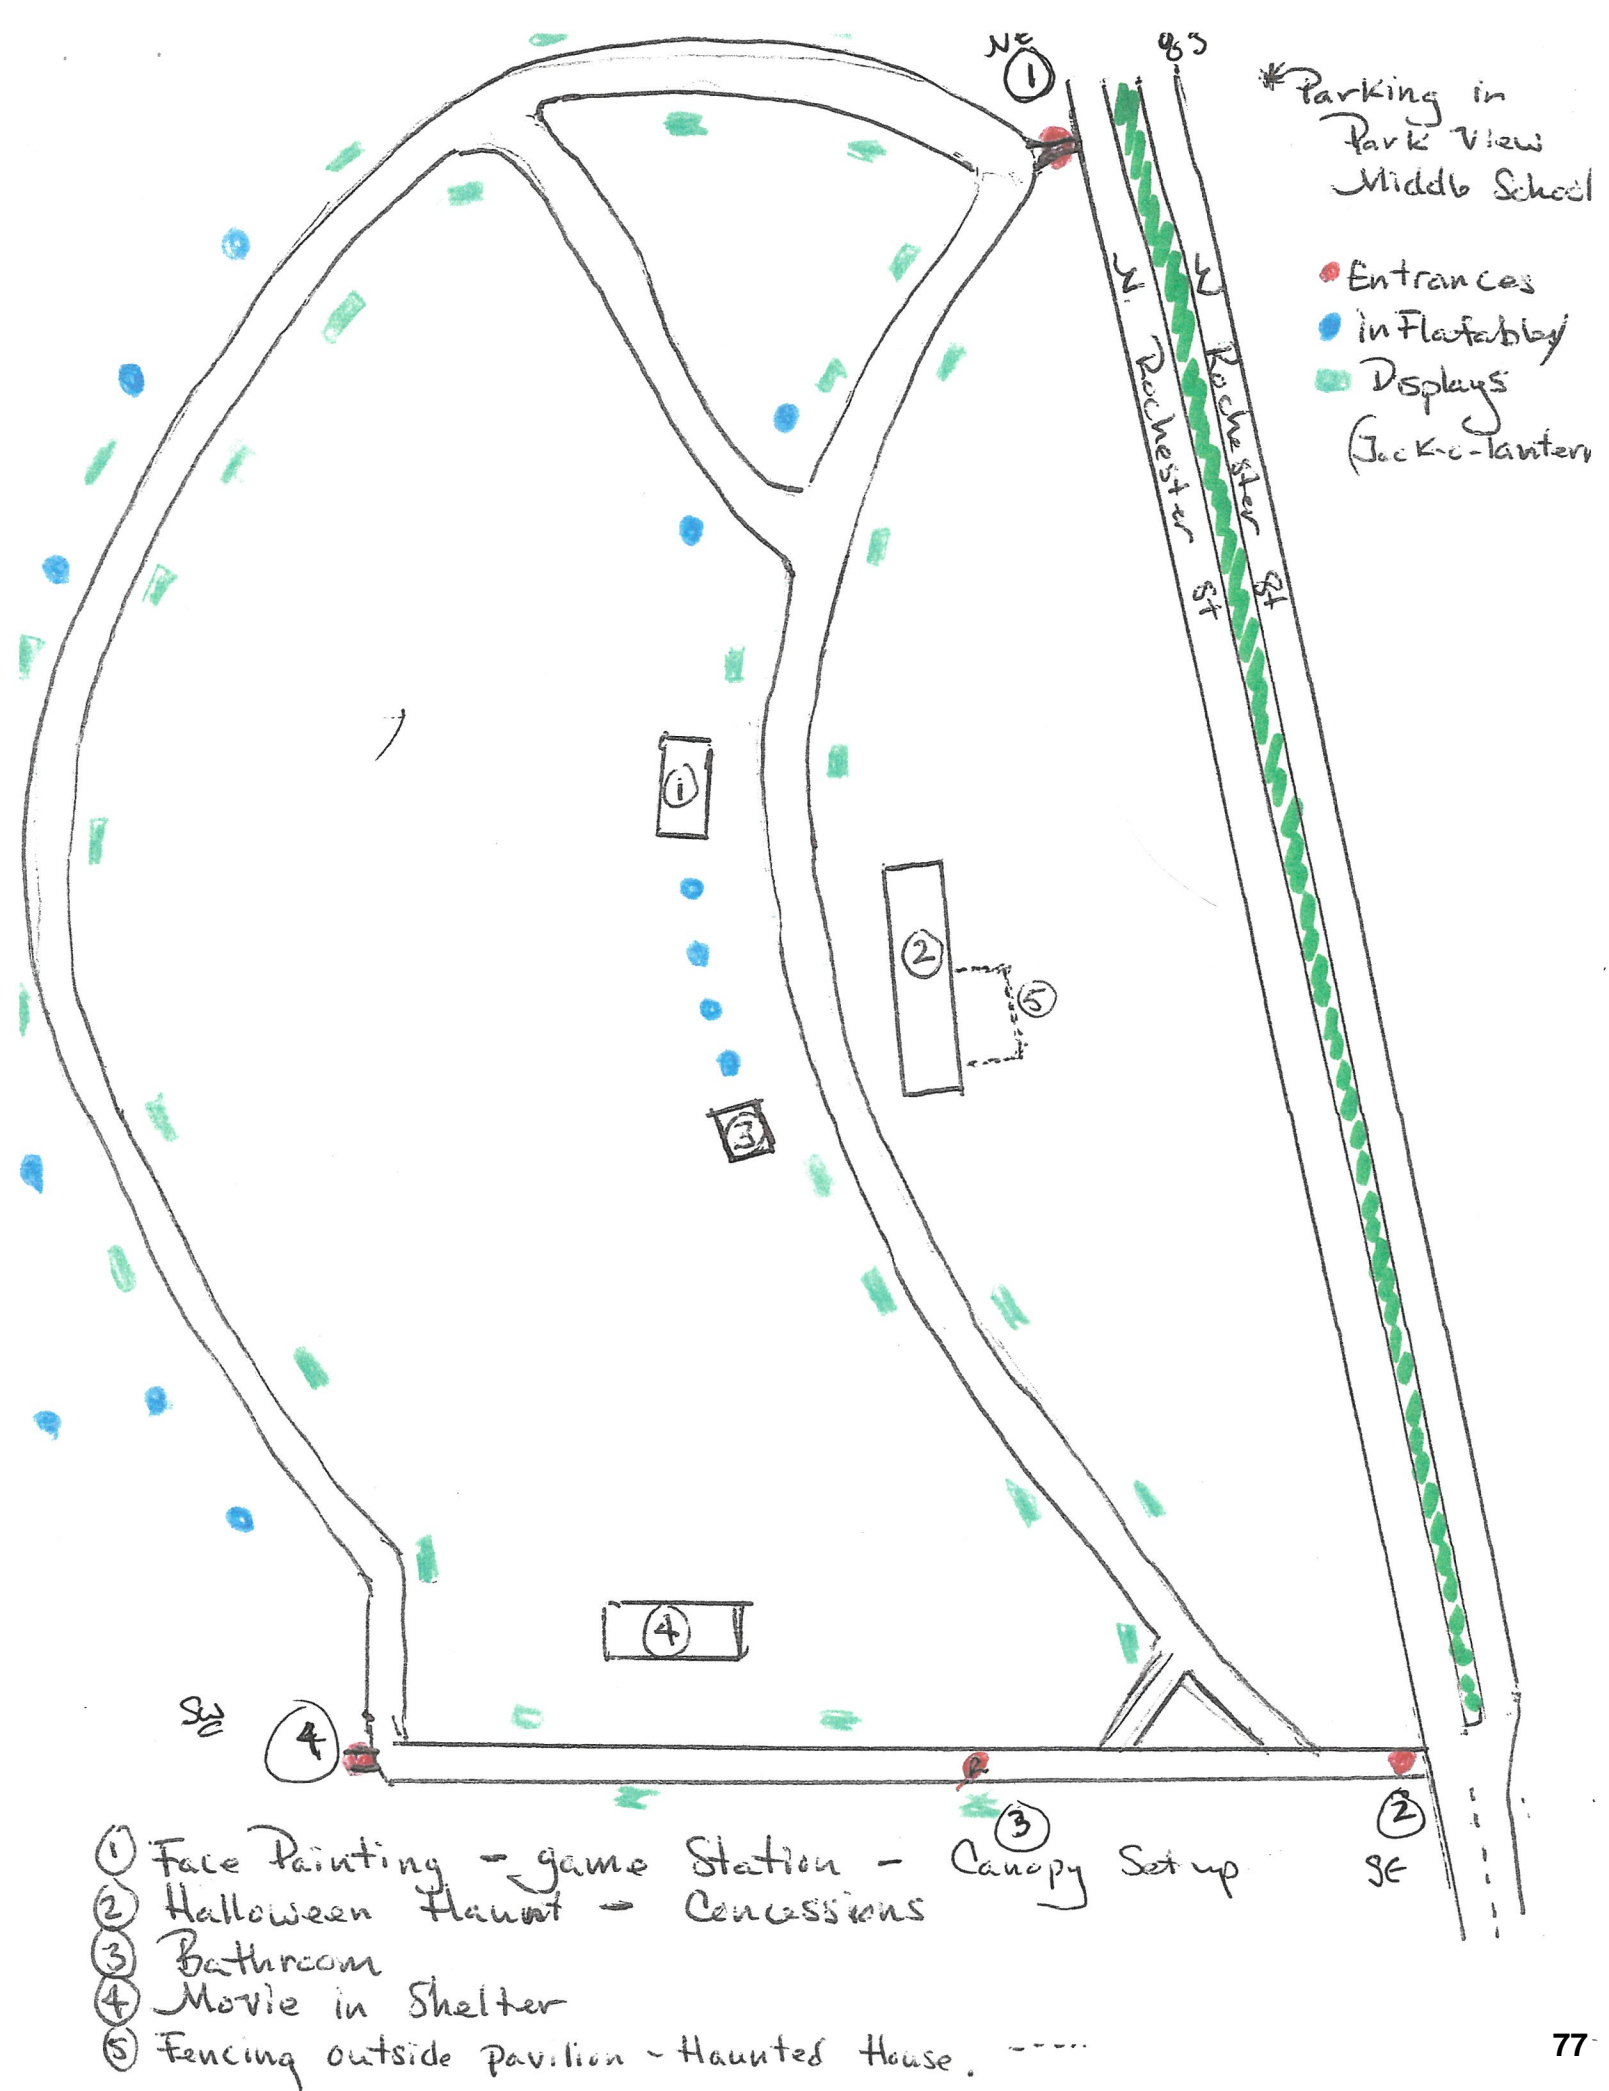 NE
83
①
*Parking in
Park View
Middle School
Entrances
inflatables/
Displays
(Jack-o-lantern
W. Rochester St
W Rochester St
①
②
⑤
③
④
SW
④
R
③
②
SE
① Face Painting - game Station - Canopy Set up
② Halloween Haunt - Concessions
③ Bathroom
④ Movie in Shelter
⑤ Fencing outside pavilion - Haunted House. -----
77